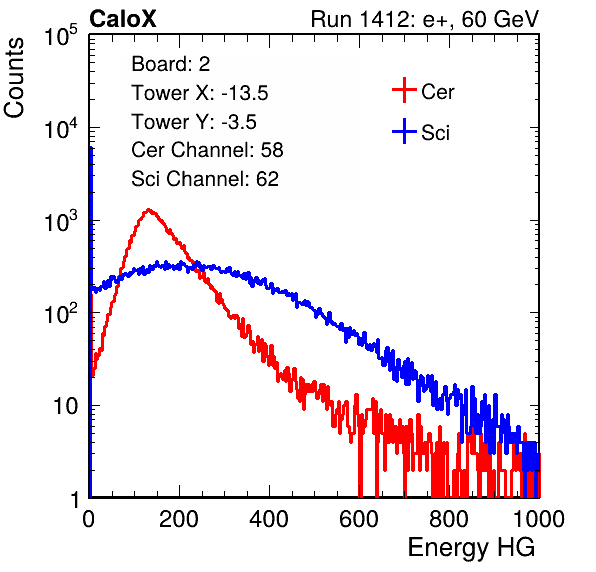 CaloX Run 1412: e+, 60 GeV
Counts
Board: 2
Tower X: -13.5
Tower Y: -3.5
Cer Channel: 58
Sci Channel: 62
Cer
Sci
10^5
10^4
10^3
10^2
10
1
0 200 400 600 800 1000
Energy HG